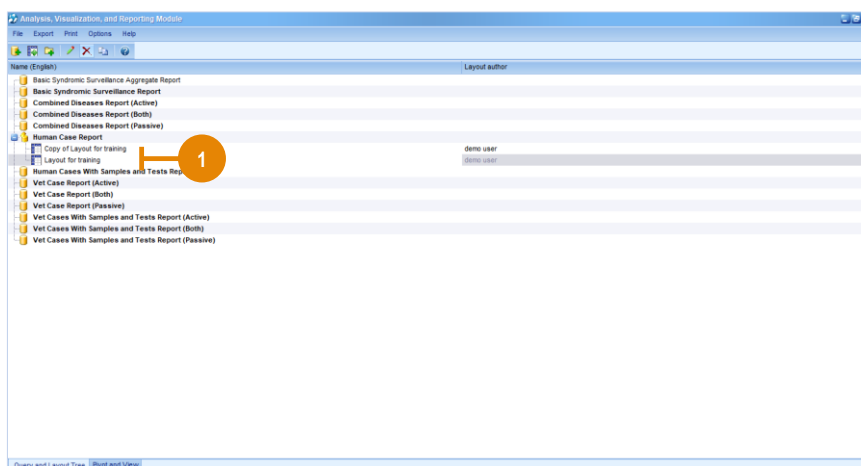 Analysis, Visualization, and Reporting Module
File Export Print Options Help
Name (English) Layout author
Basic Syndromic Surveillance Aggregate Report
Basic Syndromic Surveillance Report
Combined Diseases Report (Active)
Combined Diseases Report (Both)
Combined Diseases Report (Passive)
Human Case Report
Copy of Layout for training demo user
1
Layout for training demo user
Human Cases With Samples and Tests Rep
Vet Case Report (Active)
Vet Case Report (Both)
Vet Case Report (Passive)
Vet Cases With Samples and Tests Report (Active)
Vet Cases With Samples and Tests Report (Both)
Vet Cases With Samples and Tests Report (Passive)
Query and Layout Tree Pivot and View